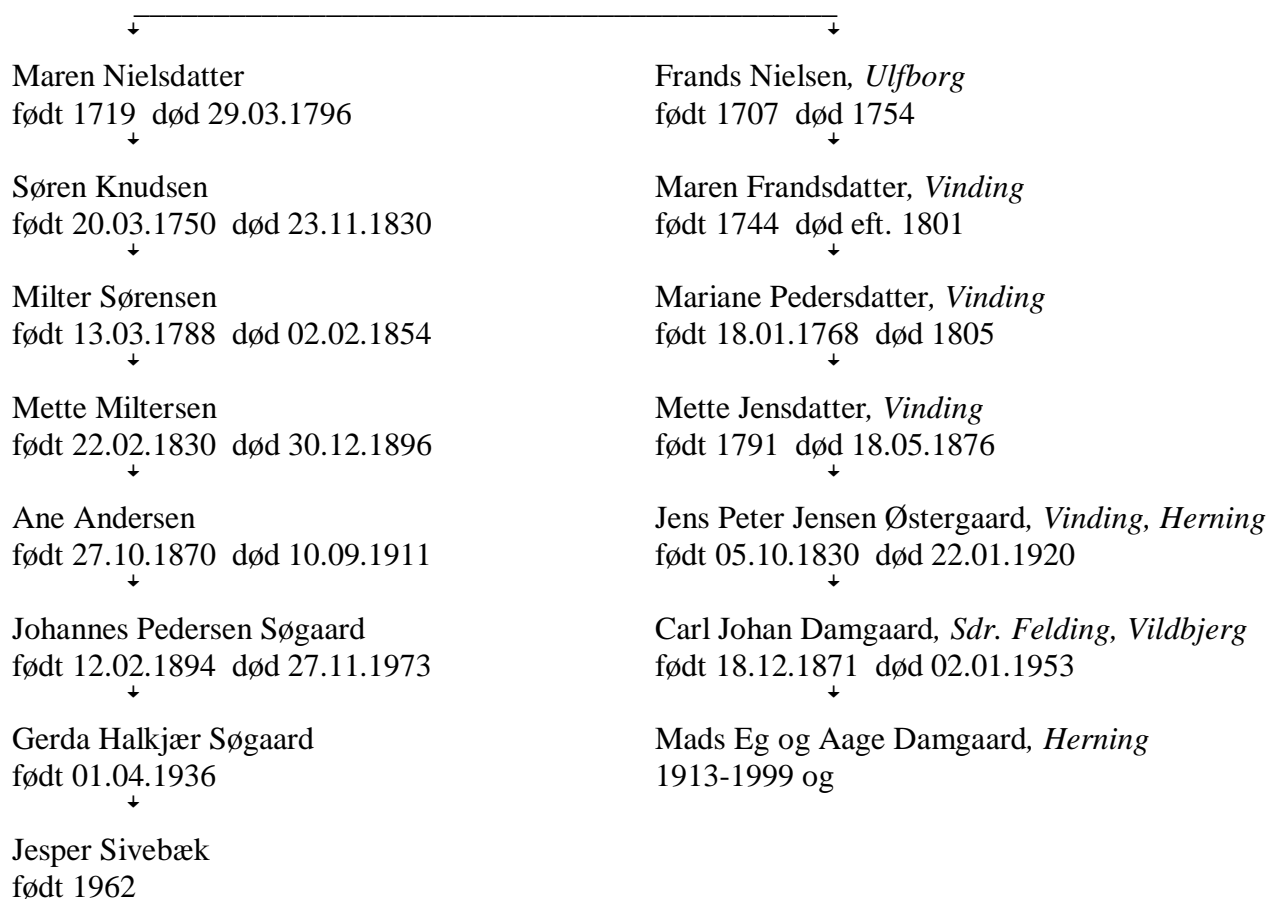 Maren Nielsdatter
født 1719 død 29.03.1796
Søren Knudsen
født 20.03.1750 død 23.11.1830
Milter Sørensen
født 13.03.1788 død 02.02.1854
Mette Miltersen
født 22.02.1830 død 30.12.1896
Ane Andersen
født 27.10.1870 død 10.09.1911
Johannes Pedersen Søgaard
født 12.02.1894 død 27.11.1973
Gerda Halkjær Søgaard
født 01.04.1936
Jesper Sivebæk
født 1962
Frands Nielsen, Ulfborg
født 1707 død 1754
Maren Frandsdatter, Vinding
født 1744 død eft. 1801
Mariane Pedersdatter, Vinding
født 18.01.1768 død 1805
Mette Jensdatter, Vinding
født 1791 død 18.05.1876
Jens Peter Jensen Østergaard, Vinding, Herning
født 05.10.1830 død 22.01.1920
Carl Johan Damgaard, Sdr. Felding, Vildbjerg
født 18.12.1871 død 02.01.1953
Mads Eg og Aage Damgaard, Herning
1913-1999 og